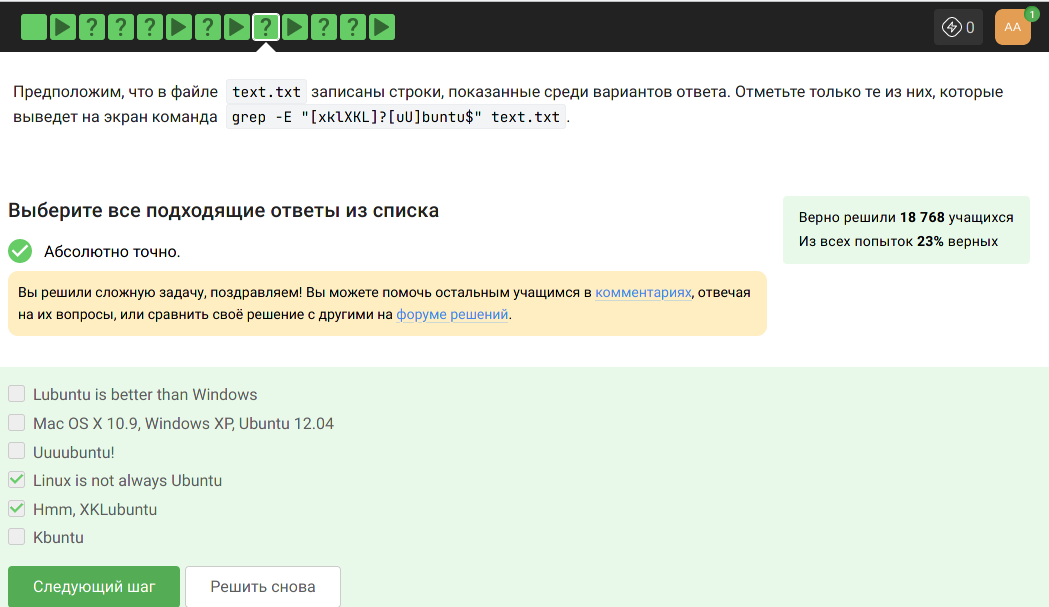 ? ? ? ? ? ? ?
0
AA
1
Предположим, что в файле text.txt записаны строки, показанные среди вариантов ответа. Отметьте только те из них, которые
выведет на экран команда grep -E "[xklXKL]?[uU]buntu$" text.txt.
Выберите все подходящие ответы из списка
Верно решили 18 768 учащихся
Из всех попыток 23% верных
Абсолютно точно.
Вы решили сложную задачу, поздравляем! Вы можете помочь остальным учащимся в комментариях, отвечая
на их вопросы, или сравнить своё решение с другими на форуме решений.
Lubuntu is better than Windows
Mac OS X 10.9, Windows XP, Ubuntu 12.04
Uuuubuntu!
Linux is not always Ubuntu
Hmm, XKLubuntu
Kbuntu
Следующий шаг
Решить снова